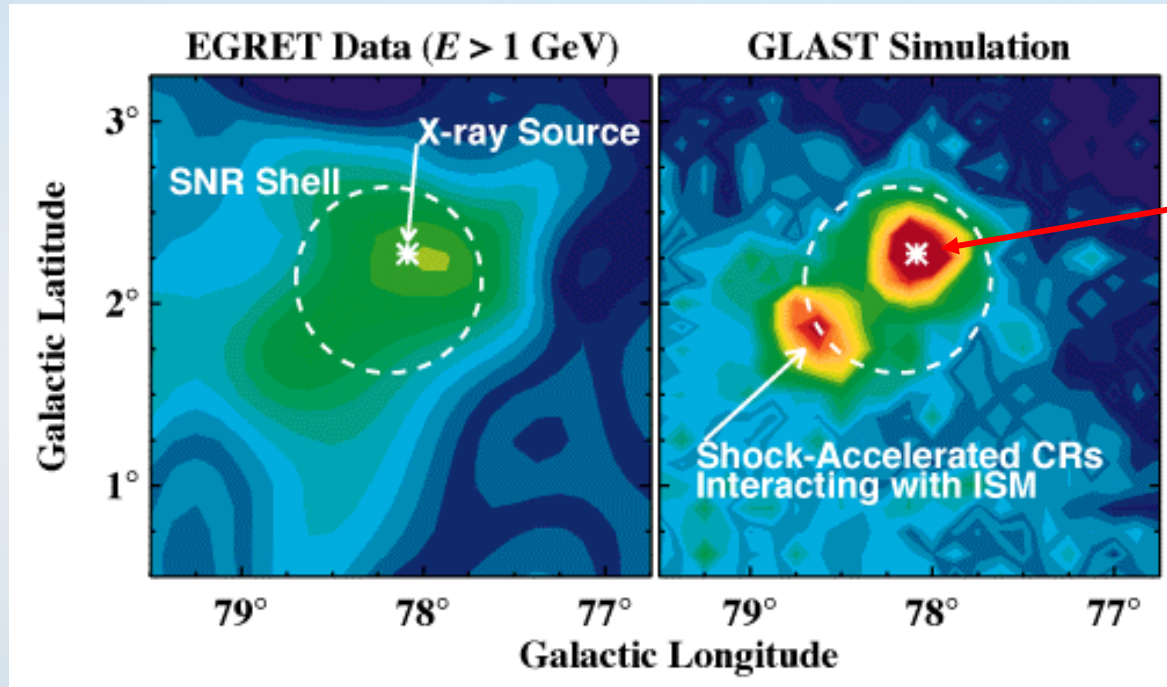 EGRET Data (E > 1 GeV)
GLAST Simulation
Galactic Latitude
3°
2°
1°
X-ray Source
SNR Shell
Shock-Accelerated CRs
Interacting with ISM
79°
78°
77°
79°
78°
77°
Galactic Longitude